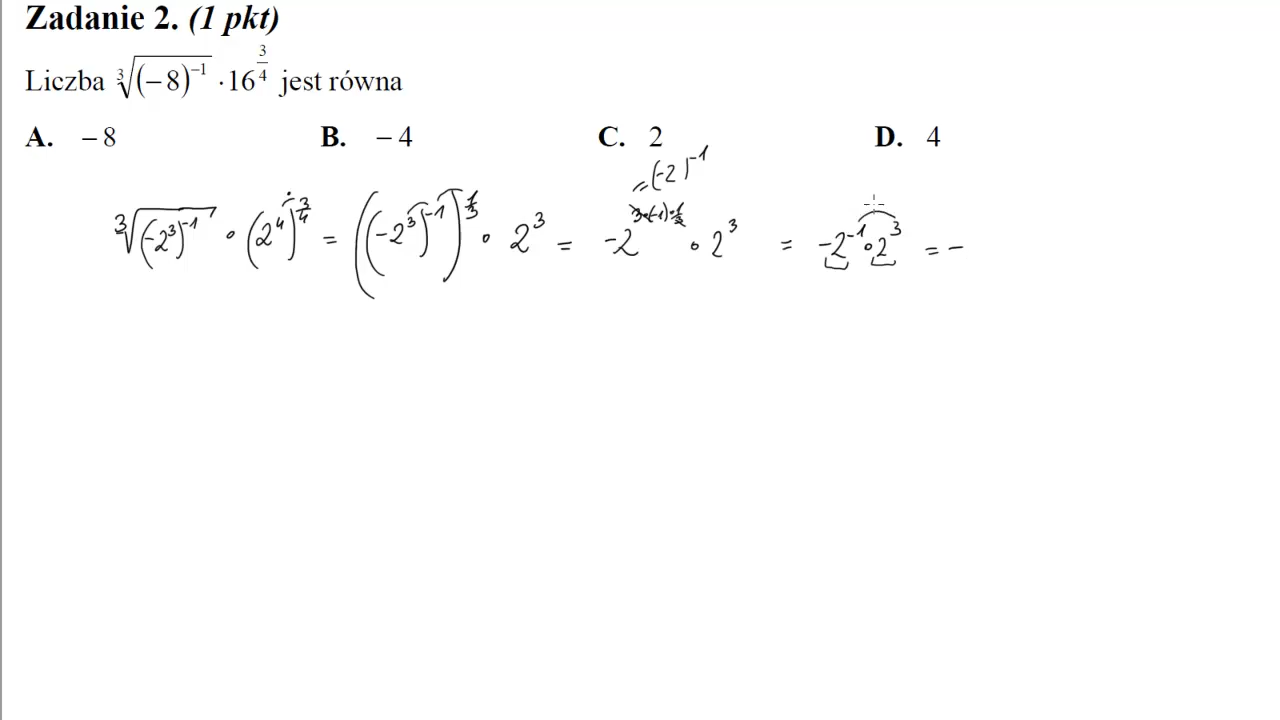 Zadanie 2. (1 pkt)
Liczba ∛((−8)⁻¹) · 16^(3/4) jest równa
A. −8 B. −4 C. 2 D. 4
= (-2)⁻¹
∛((-2³)⁻¹) · (2⁴)^(3/4) = ((-2³)⁻¹)^(1/3) · 2³ = -2^(3·(-1)·1/3) · 2³ = -2⁻¹ · 2³ = -